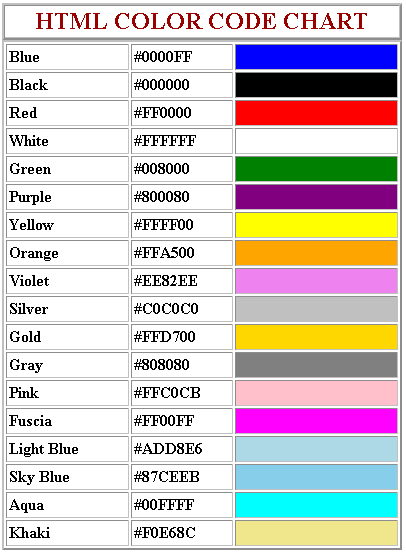 HTML COLOR CODE CHART
Blue #0000FF
Black #000000
Red #FF0000
White #FFFFFF
Green #008000
Purple #800080
Yellow #FFFF00
Orange #FFA500
Violet #EE82EE
Silver #C0C0C0
Gold #FFD700
Gray #808080
Pink #FFC0CB
Fuscia #FF00FF
Light Blue #ADD8E6
Sky Blue #87CEEB
Aqua #00FFFF
Khaki #F0E68C